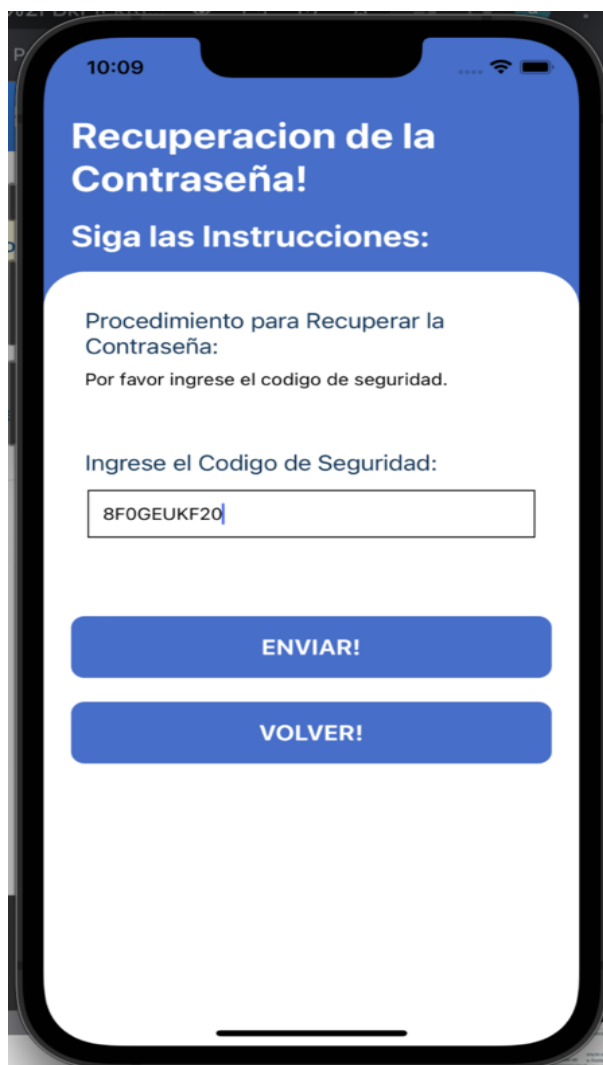 10:09
Recuperacion de la
Contraseña!
Siga las Instrucciones:
Procedimiento para Recuperar la
Contraseña:
Por favor ingrese el codigo de seguridad.
Ingrese el Codigo de Seguridad:
8F0GEUKF20
ENVIAR!
VOLVER!